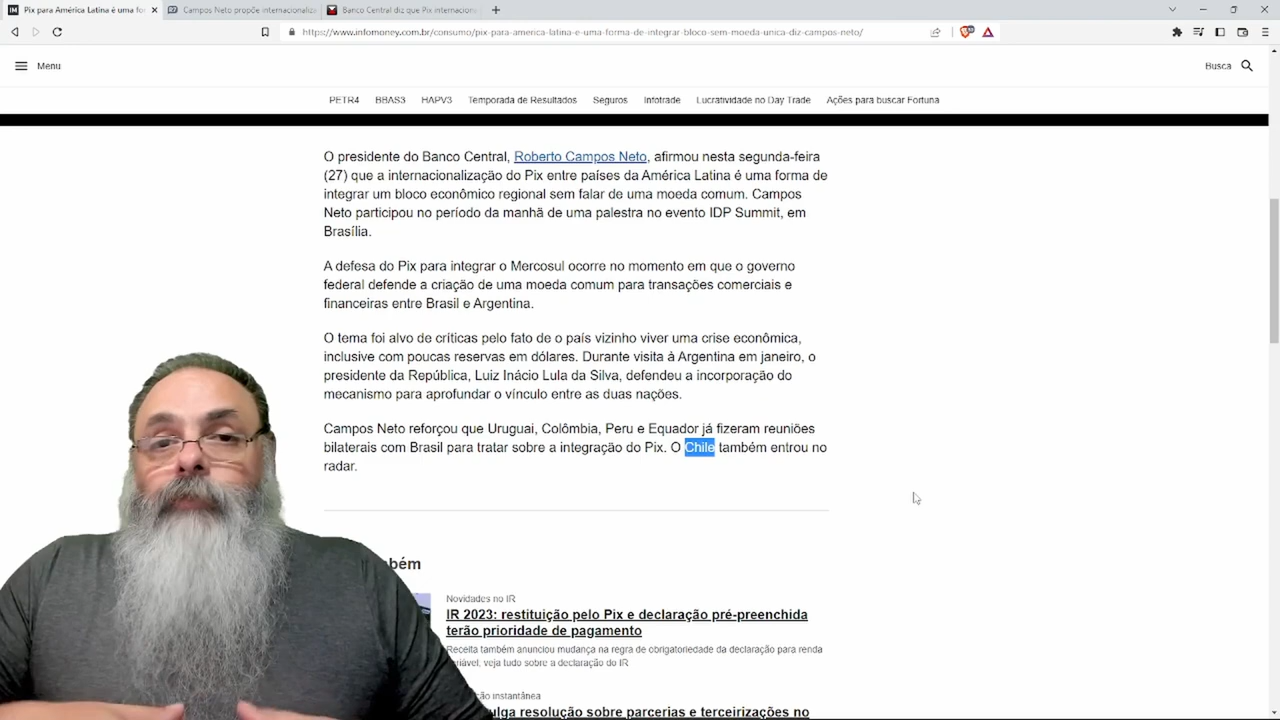 Pix para América Latina é uma for
Campos Neto propõe internacionaliz
Banco Central diz que Pix internacion
https://www.infomoney.com.br/consumo/pix-para-america-latina-e-uma-forma-de-integrar-bloco-sem-moeda-unica-diz-campos-neto/
Menu
Busca
PETR4 BBAS3 HAPV3 Temporada de Resultados Seguros Infotrade Lucratividade no Day Trade Ações para buscar Fortuna
O presidente do Banco Central, Roberto Campos Neto, afirmou nesta segunda-feira
(27) que a internacionalização do Pix entre países da América Latina é uma forma de
integrar um bloco econômico regional sem falar de uma moeda comum. Campos
Neto participou no período da manhã de uma palestra no evento IDP Summit, em
Brasília.
A defesa do Pix para integrar o Mercosul ocorre no momento em que o governo
federal defende a criação de uma moeda comum para transações comerciais e
financeiras entre Brasil e Argentina.
O tema foi alvo de críticas pelo fato de o país vizinho viver uma crise econômica,
inclusive com poucas reservas em dólares. Durante visita à Argentina em janeiro, o
presidente da República, Luiz Inácio Lula da Silva, defendeu a incorporação do
mecanismo para aprofundar o vínculo entre as duas nações.
Campos Neto reforçou que Uruguai, Colômbia, Peru e Equador já fizeram reuniões
bilaterais com Brasil para tratar sobre a integração do Pix. O Chile também entrou no
radar.
mbém
Novidades no IR
IR 2023: restituição pelo Pix e declaração pré-preenchida
terão prioridade de pagamento
Receita também anunciou mudança na regra de obrigatoriedade da declaração para renda
variável, veja tudo sobre a declaração do IR
ção instantânea
ulga resolução sobre parcerias e terceirizações no